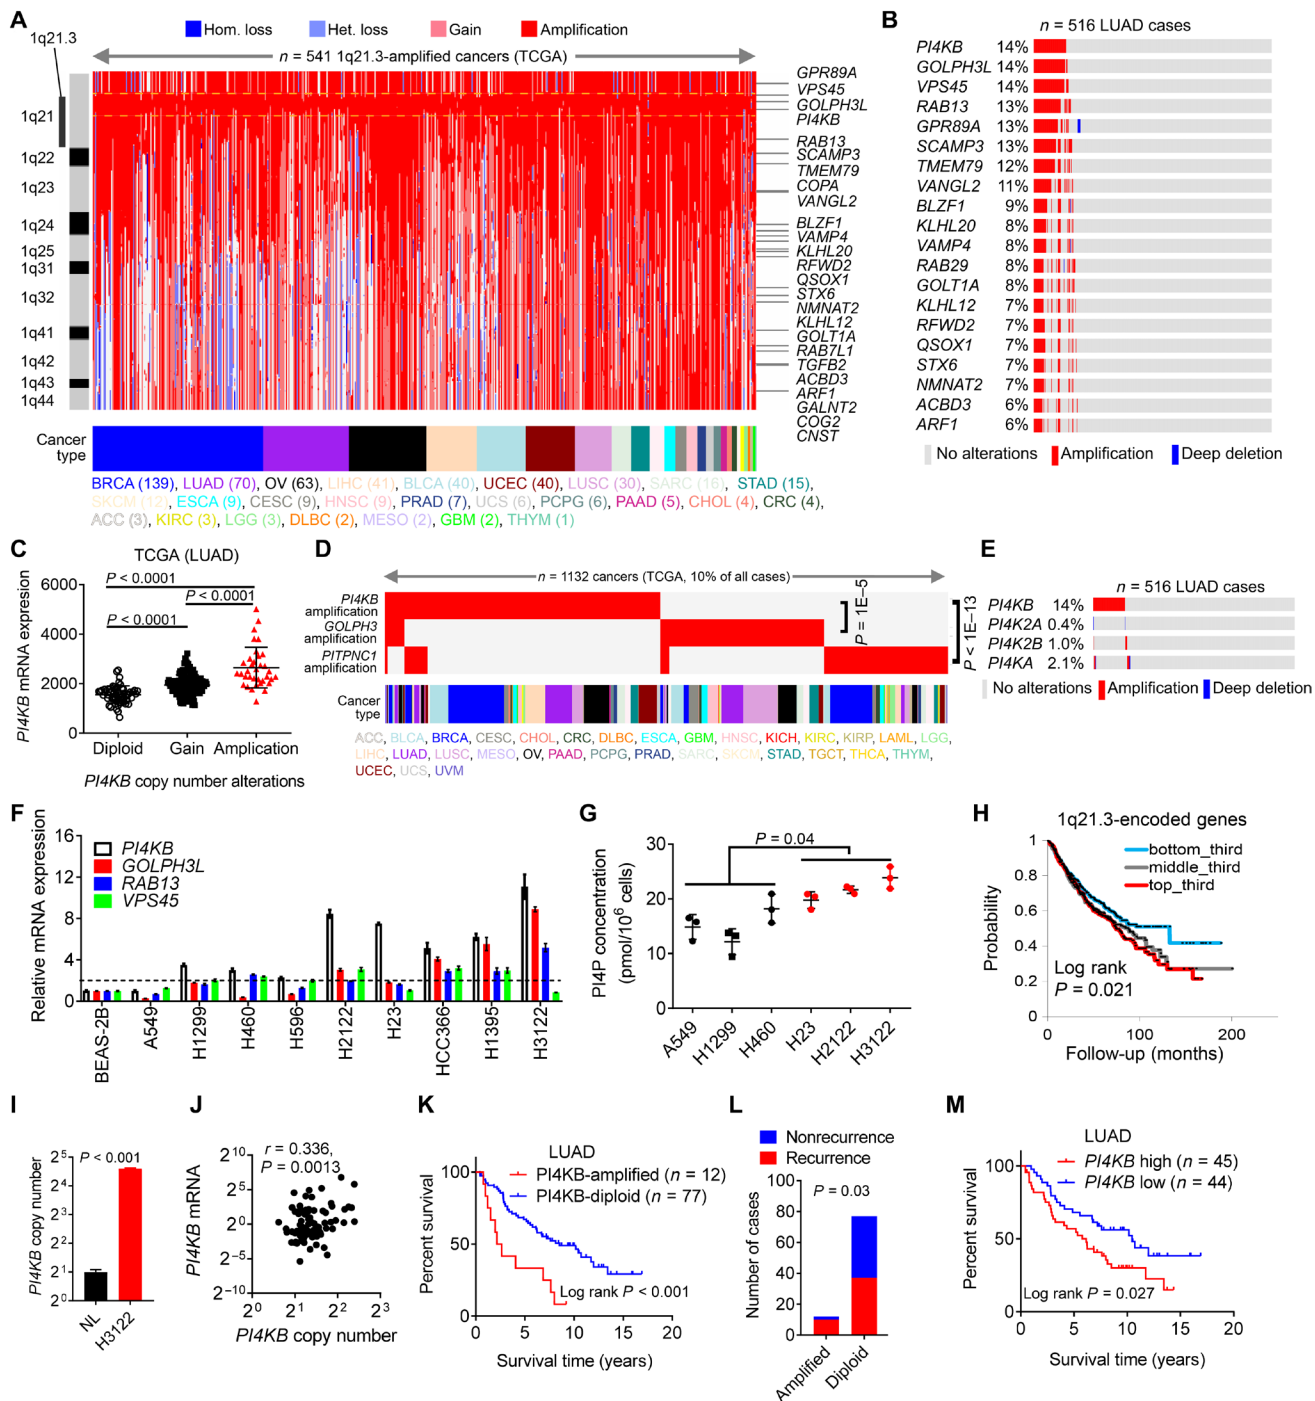 A
1q21.3
Hom. loss
Het. loss
Gain
Amplification
n = 541 1q21.3-amplified cancers (TCGA)
1q21
1q22
1q23
1q24
1q25
1q31
1q32
1q41
1q42
1q43
1q44
GPR89A
VPS45
GOLPH3L
PI4KB
RAB13
SCAMP3
TMEM79
COPA
VANGL2
BLZF1
VAMP4
KLHL20
RFWD2
QSOX1
STX6
NMNAT2
KLHL12
GOLT1A
RAB7L1
TGFB2
ACBD3
ARF1
GALNT2
COG2
CNST
Cancer
type
BRCA (139), LUAD (70), OV (63), LIHC (41), BLCA (40), UCEC (40), LUSC (30), SARC (16), STAD (15),
SKCM (12), ESCA (9), CESC (9), HNSC (9), PRAD (7), UCS (6), PCPG (6), PAAD (5), CHOL (4), CRC (4),
ACC (3), KIRC (3), LGG (3), DLBC (2), MESO (2), GBM (2), THYM (1)
B
n = 516 LUAD cases
PI4KB 14%
GOLPH3L 14%
VPS45 14%
RAB13 13%
GPR89A 13%
SCAMP3 13%
TMEM79 12%
VANGL2 11%
BLZF1 9%
KLHL20 8%
VAMP4 8%
RAB29 8%
GOLT1A 8%
KLHL12 7%
RFWD2 7%
QSOX1 7%
STX6 7%
NMNAT2 7%
ACBD3 6%
ARF1 6%
No alterations
Amplification
Deep deletion
C
TCGA (LUAD)
P < 0.0001
P < 0.0001
P < 0.0001
PI4KB mRNA expression
6000
4000
2000
0
Diploid
Gain
Amplication
PI4KB copy number alterations
D
n = 1132 cancers (TCGA, 10% of all cases)
PI4KB
amplification
GOLPH3
amplification
PITPNC1
amplification
P = 1E–5
P < 1E–13
Cancer
type
ACC, BLCA, BRCA, CESC, CHOL, CRC, DLBC, ESCA, GBM, HNSC, KICH, KIRC, KIRP, LAML, LGG,
LIHC, LUAD, LUSC, MESO, OV, PAAD, PCPG, PRAD, SARC, SKCM, STAD, TGCT, THCA, THYM,
UCEC, UCS, UVM
E
n = 516 LUAD cases
PI4KB 14%
PI4K2A 0.4%
PI4K2B 1.0%
PI4KA 2.1%
No alterations
Amplification
Deep deletion
F
Relative mRNA expression
16
12
8
4
0
PI4KB
GOLPH3L
RAB13
VPS45
BEAS-2B
A549
H1299
H460
H596
H2122
H23
HCC366
H1395
H3122
G
PI4P concentration
(pmol/10⁶ cells)
30
20
10
0
P = 0.04
A549
H1299
H460
H23
H2122
H3122
H
1q21.3-encoded genes
Probability
1
0.8
0.6
0.4
0.2
0
bottom_third
middle_third
top_third
Log rank
P = 0.021
0
100
200
Follow-up (months)
I
PI4KB copy number
P < 0.001
2⁵
2⁴
2³
2²
2¹
2⁰
NL
H3122
J
r = 0.336,
P = 0.0013
PI4KB mRNA
2¹⁰
2⁵
2⁰
2⁻⁵
2⁻¹⁰
2⁰
2¹
2²
2³
PI4KB copy number
K
LUAD
PI4KB-amplified (n = 12)
PI4KB-diploid (n = 77)
Percent survival
100
50
0
Log rank P < 0.001
0
5
10
15
20
Survival time (years)
L
Nonrecurrence
Recurrence
Number of cases
100
80
60
40
20
0
P = 0.03
Amplified
Diploid
M
LUAD
PI4KB high (n = 45)
PI4KB low (n = 44)
Percent survival
100
50
0
Log rank P = 0.027
0
5
10
15
20
Survival time (years)